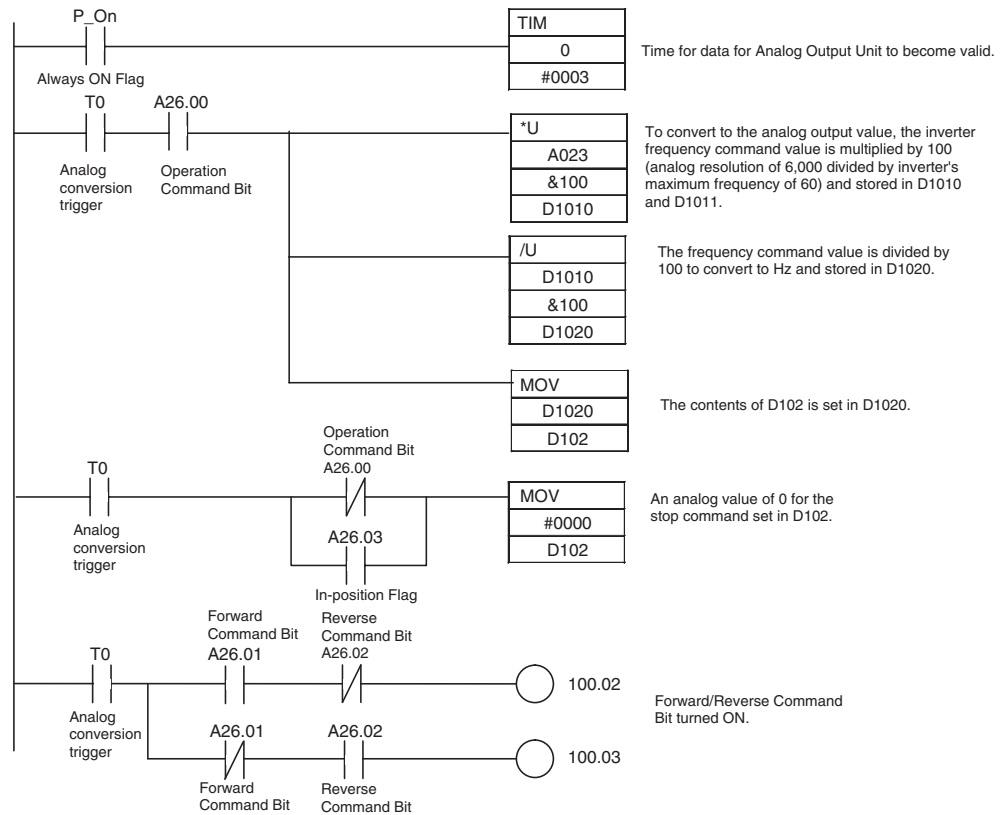 P_On
TIM
0
#0003
Time for data for Analog Output Unit to become valid.
Always ON Flag
T0
A26.00
Analog
conversion
trigger
Operation
Command Bit
*U
A023
&100
D1010
To convert to the analog output value, the inverter
frequency command value is multiplied by 100
(analog resolution of 6,000 divided by inverter's
maximum frequency of 60) and stored in D1010
and D1011.
/U
D1010
&100
D1020
The frequency command value is divided by
100 to convert to Hz and stored in D1020.
MOV
D1020
D102
The contents of D102 is set in D1020.
Operation
Command Bit
A26.00
T0
Analog
conversion
trigger
A26.03
In-position Flag
MOV
#0000
D102
An analog value of 0 for the
stop command set in D102.
Forward
Command Bit
A26.01
Reverse
Command Bit
A26.02
T0
Analog
conversion
trigger
100.02
Forward/Reverse Command
Bit turned ON.
A26.01
A26.02
100.03
Forward
Command Bit
Reverse
Command Bit